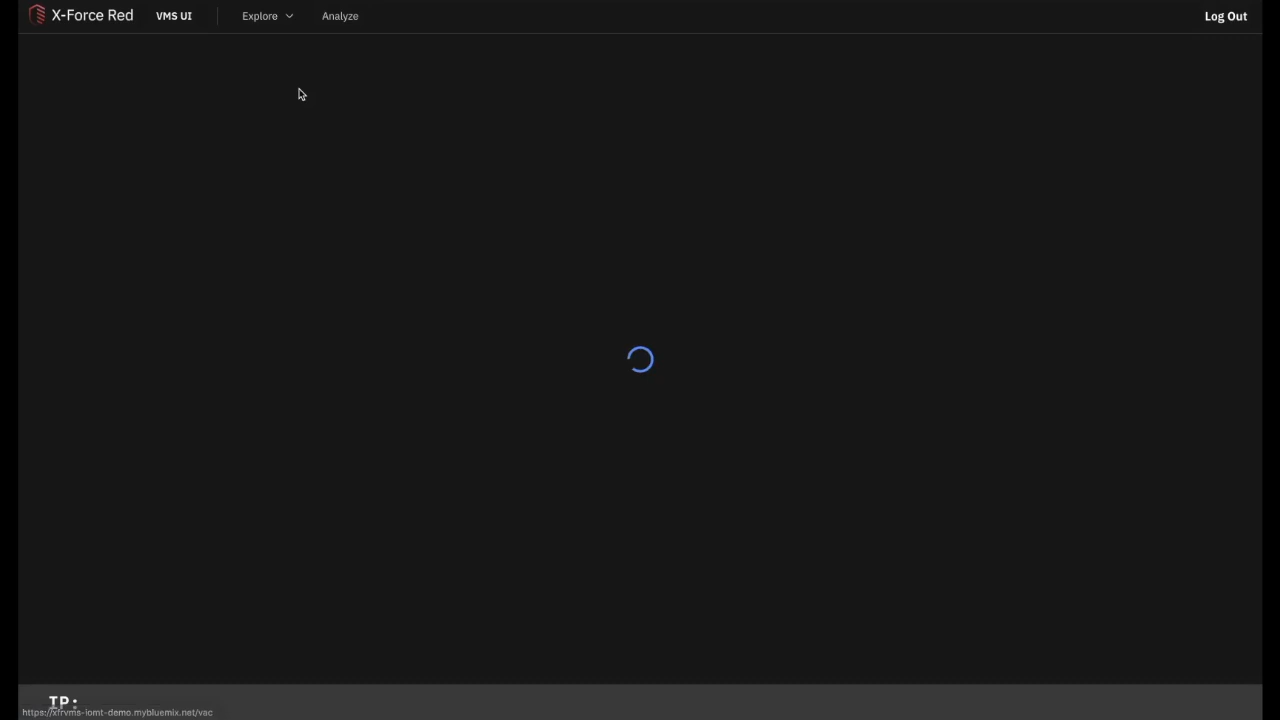 X-Force Red VMS UI Explore Analyze Log Out
IP:
https://xfrvms-iomt-demo.mybluemix.net/vac